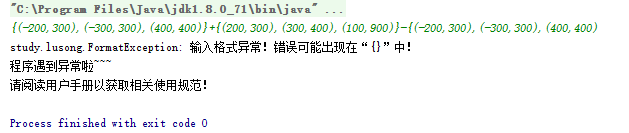 "C:\Program Files\Java\jdk1.8.0_71\bin\java" ...
{(-200,300),(-300,300),(400,400)}+{(200,300),(300,400),(100,900)}-{(-200,300),(-300,300),(400,400)
study.lusong.FormatException: 输入格式异常！错误可能出现在“{}”中！
程序遇到异常啦~~~
请阅读用户手册以获取相关使用规范！
Process finished with exit code 0